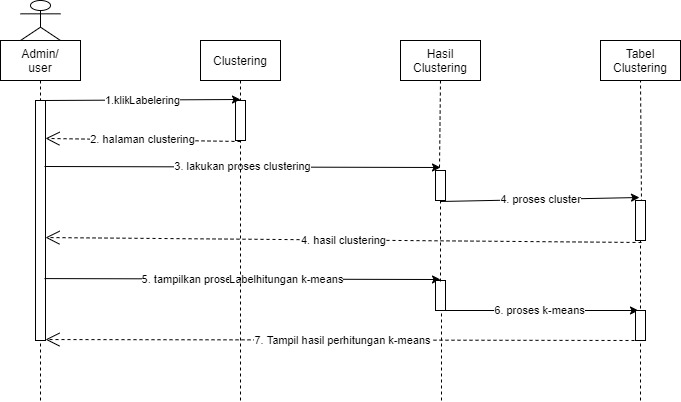 Admin/
user
Clustering
Hasil
Clustering
Tabel
Clustering
1.klikLabelering
2. halaman clustering
3. lakukan proses clustering
4. proses cluster
4. hasil clustering
5. tampilkan proseLabelhitungan k-means
6. proses k-means
7. Tampil hasil perhitungan k-means